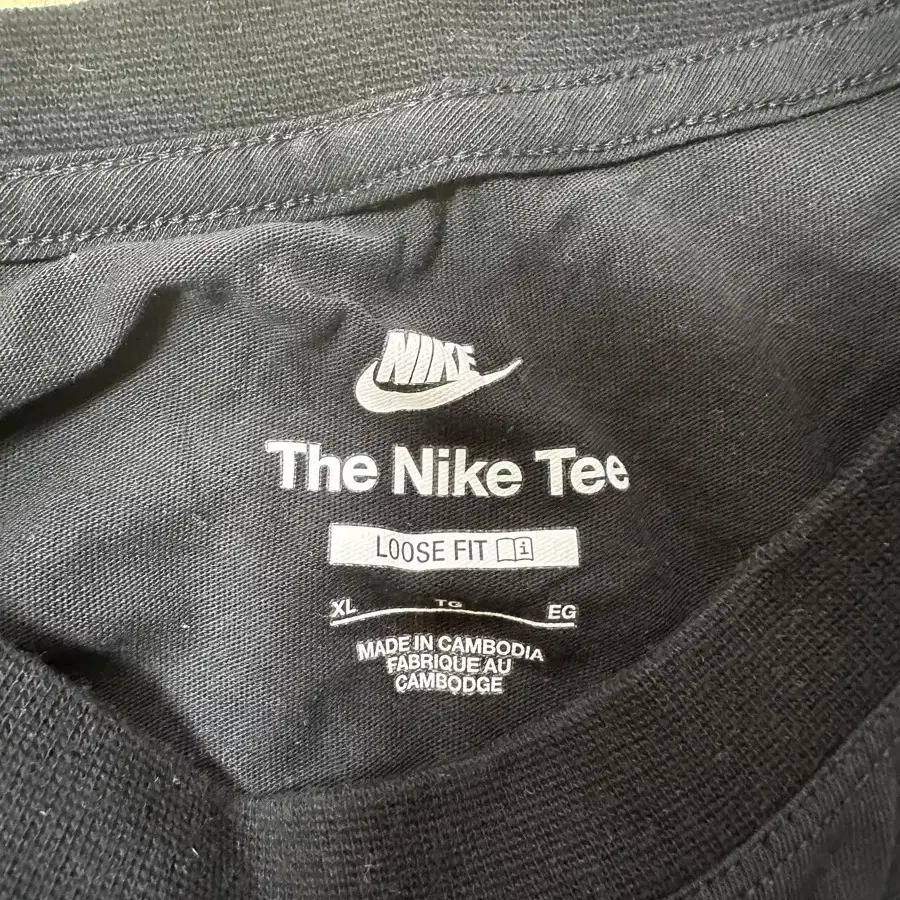 NIKE
The Nike Tee
LOOSE FIT
XL TG EG
MADE IN CAMBODIA
FABRIQUE AU
CAMBODGE